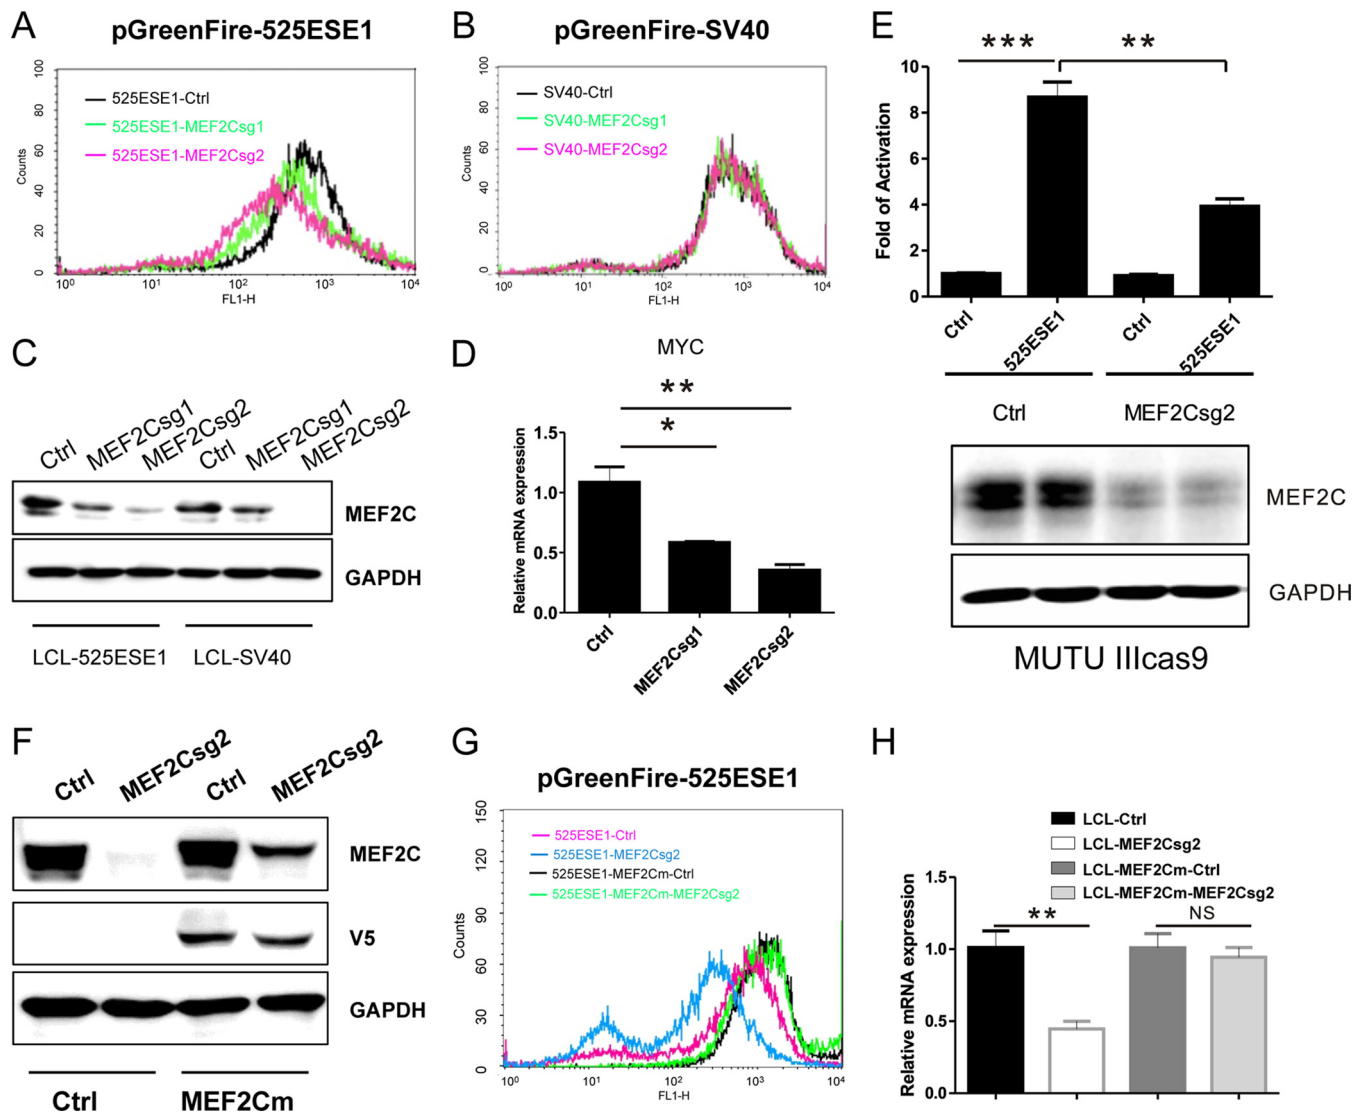 A
pGreenFire-525ESE1
100
80
60
40
20
0
Counts
525ESE1-Ctrl
525ESE1-MEF2Csg1
525ESE1-MEF2Csg2
10⁰
10¹
10²
10³
10⁴
FL1-H
B
pGreenFire-SV40
100
80
60
40
20
0
Counts
SV40-Ctrl
SV40-MEF2Csg1
SV40-MEF2Csg2
10⁰
10¹
10²
10³
10⁴
FL1-H
E
***
**
10
8
6
4
2
0
Fold of Activation
Ctrl
525ESE1
Ctrl
525ESE1
Ctrl
MEF2Csg2
MEF2C
GAPDH
MUTU IIIcas9
C
Ctrl
MEF2Csg1
MEF2Csg2
Ctrl
MEF2Csg1
MEF2Csg2
MEF2C
GAPDH
LCL-525ESE1
LCL-SV40
D
MYC
**
*
1.5
1.0
0.5
0.0
Relative mRNA expression
Ctrl
MEF2Csg1
MEF2Csg2
F
Ctrl
MEF2Csg2
Ctrl
MEF2Csg2
MEF2C
V5
GAPDH
Ctrl
MEF2Cm
G
pGreenFire-525ESE1
150
120
90
60
30
0
Counts
525ESE1-Ctrl
525ESE1-MEF2Csg2
525ESE1-MEF2Cm-Ctrl
525ESE1-MEF2Cm-MEF2Csg2
10⁰
10¹
10²
10³
10⁴
FL1-H
H
LCL-Ctrl
LCL-MEF2Csg2
LCL-MEF2Cm-Ctrl
LCL-MEF2Cm-MEF2Csg2
**
NS
1.5
1.0
0.5
0.0
Relative mRNA expression